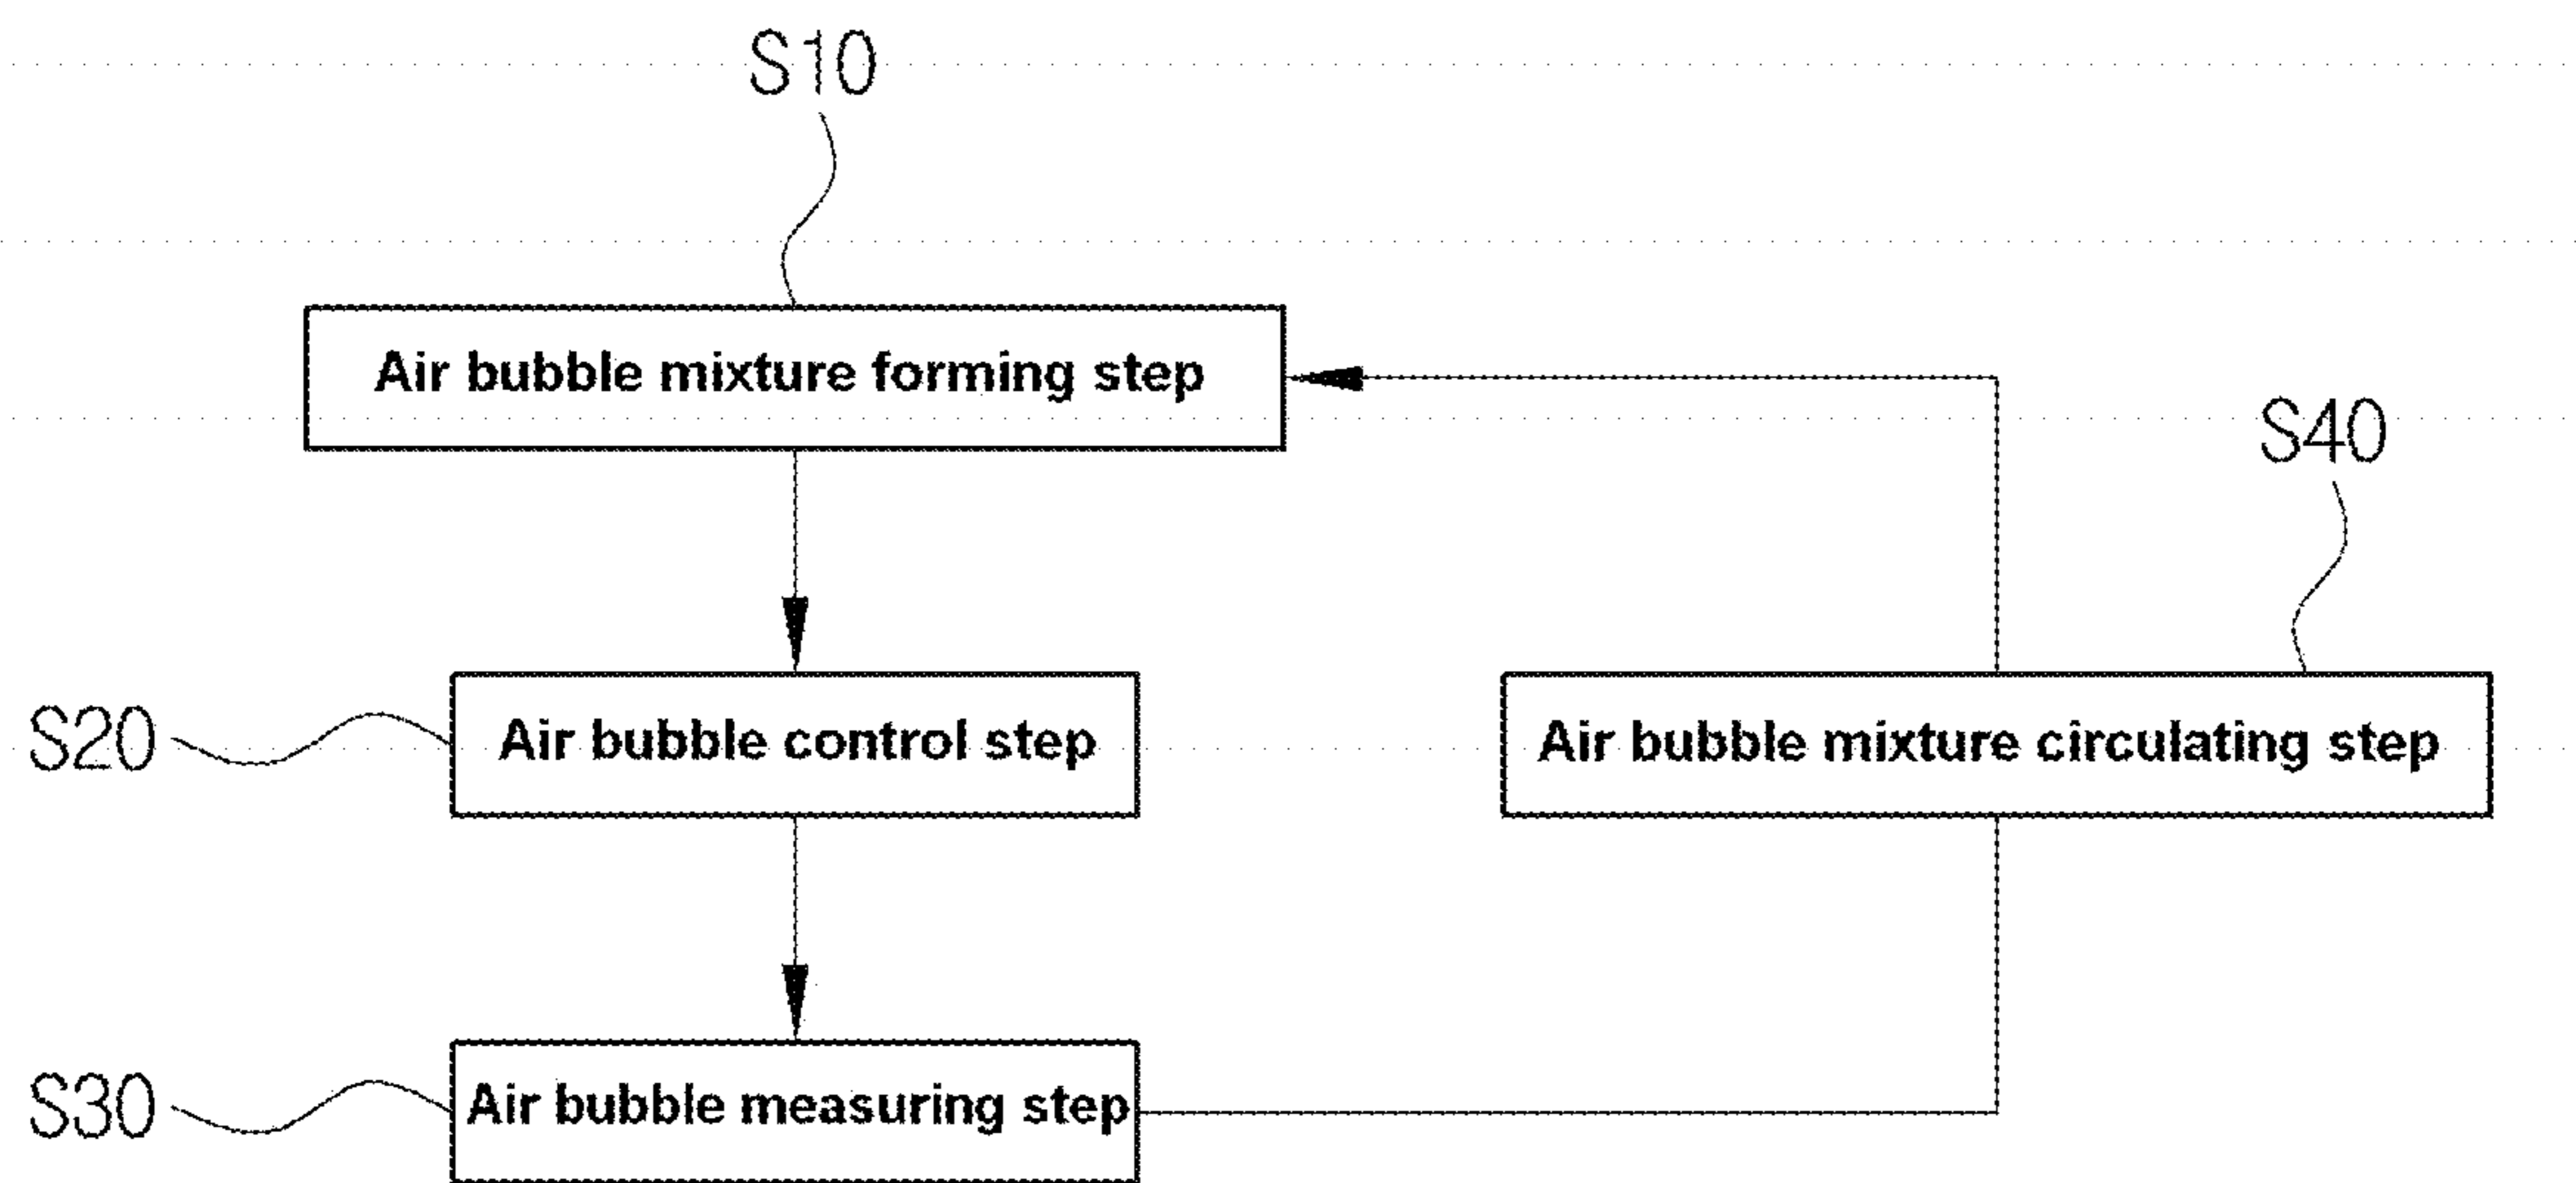 S10
Air bubble mixture forming step
S40
S20
Air bubble control step
Air bubble mixture circulating step
S30
Air bubble measuring step